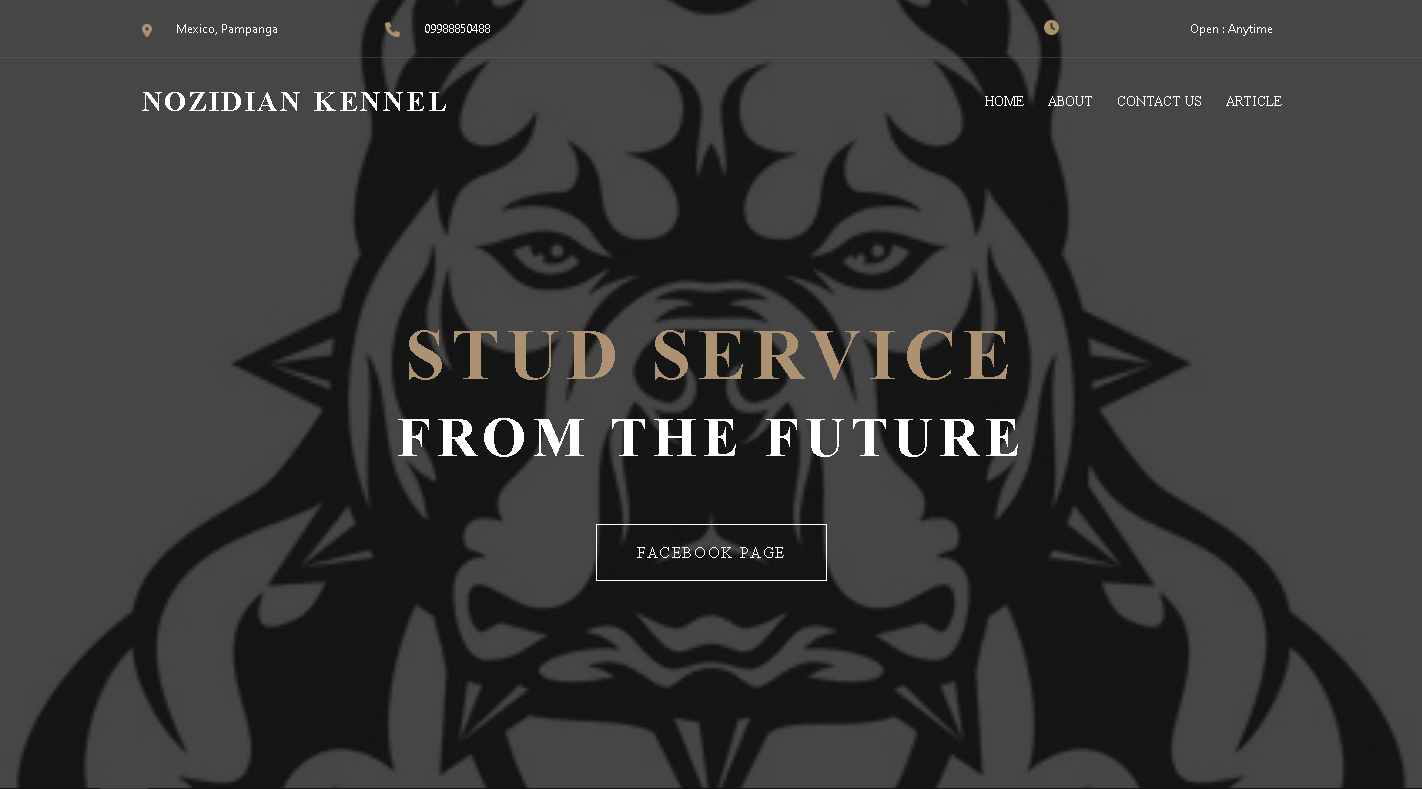 Mexico, Pampanga
09988850488
Open : Anytime
NOZIDIAN KENNEL
HOME ABOUT CONTACT US ARTICLE
STUD SERVICE
FROM THE FUTURE
FACEBOOK PAGE